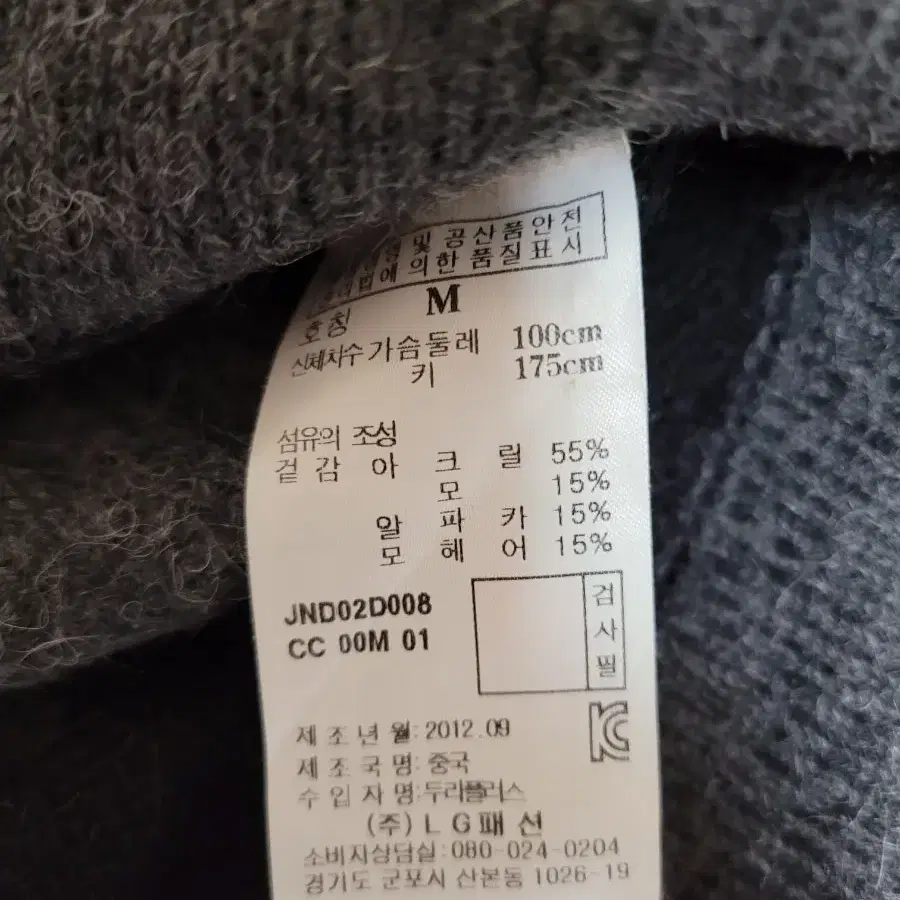 및 공산품안전
법에 의한 품질표시
호칭 M
신체치수 가슴둘레 100cm
키 175cm
섬유의 조성
겉감 아크릴 55%
모 15%
알파카 15%
모헤어 15%
JND02D008
CC 00M 01
검사필
제조년월: 2012.09
제조국명: 중국
수입자명: 두리플러스
(주) LG패션
소비자상담실: 080-024-0204
경기도 군포시 산본동 1026-19